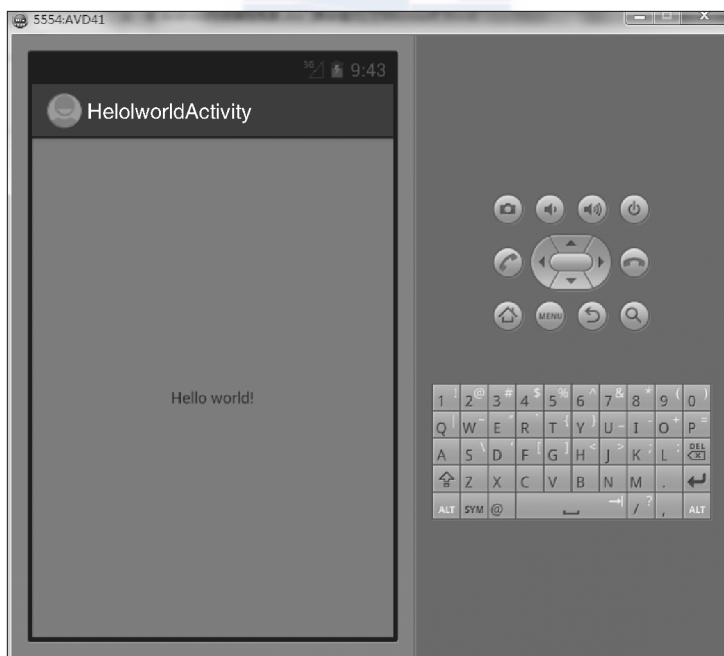 5554:AVD41
3G 9:43
HelolworldActivity
Hello world!
MENU
1 ! 2 @ 3 # 4 $ 5 % 6 ^ 7 & 8 * 9 ( 0 )
Q | W ~ E " R ` T { Y } U _ I - O + P =
A S \ D ' F [ G ] H < J > K ; L : DEL
Z X C V B N M .
ALT SYM @ / ? , ALT